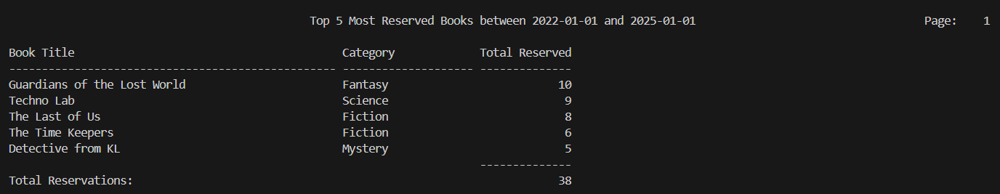 Top 5 Most Reserved Books between 2022-01-01 and 2025-01-01 Page: 1
Book Title Category Total Reserved
-------------------------------------------------- -------------------- --------------
Guardians of the Lost World Fantasy 10
Techno Lab Science 9
The Last of Us Fiction 8
The Time Keepers Fiction 6
Detective from KL Mystery 5
--------------
Total Reservations: 38